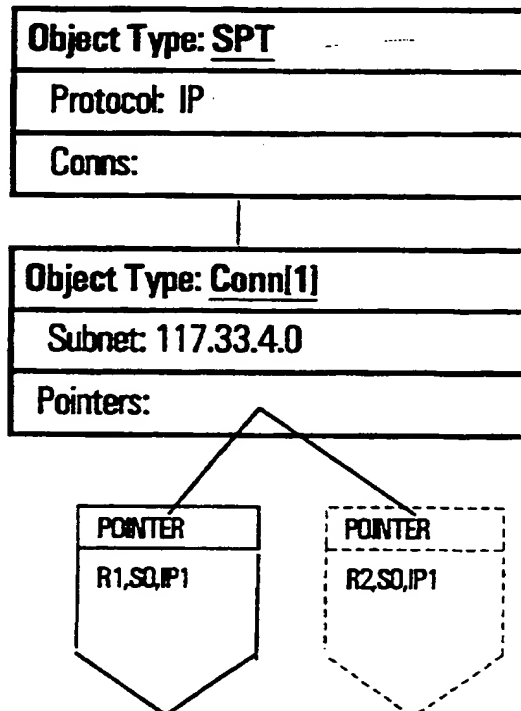 Object Type: SPT
Protocol: IP
Conns:
Object Type: Conn[1]
Subnet: 117.33.4.0
Pointers:
POINTER
R1,S0,IP1
POINTER
R2,S0,IP1